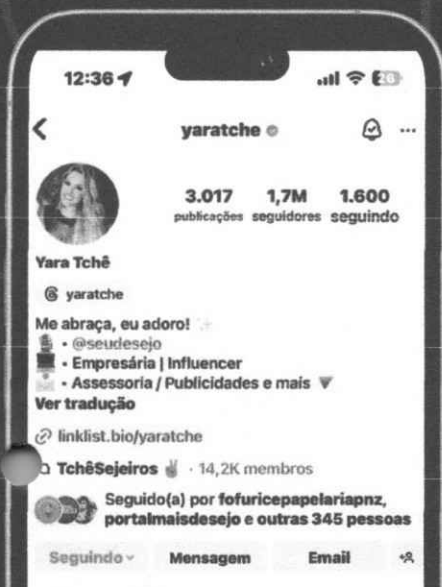 12:36
26
yaratche
3.017 1,7M 1.600
publicações seguidores seguindo
Yara Tchê
yaratche
Me abraça, eu adoro!
• @seudesejo
• Empresária | Influencer
• Assessoria / Publicidades e mais
Ver tradução
linklist.bio/yaratche
TchêSejeiros · 14,2K membros
Seguido(a) por fofuricepapelariapnz,
portalmaisdesejo e outras 345 pessoas
Seguindo Mensagem Email